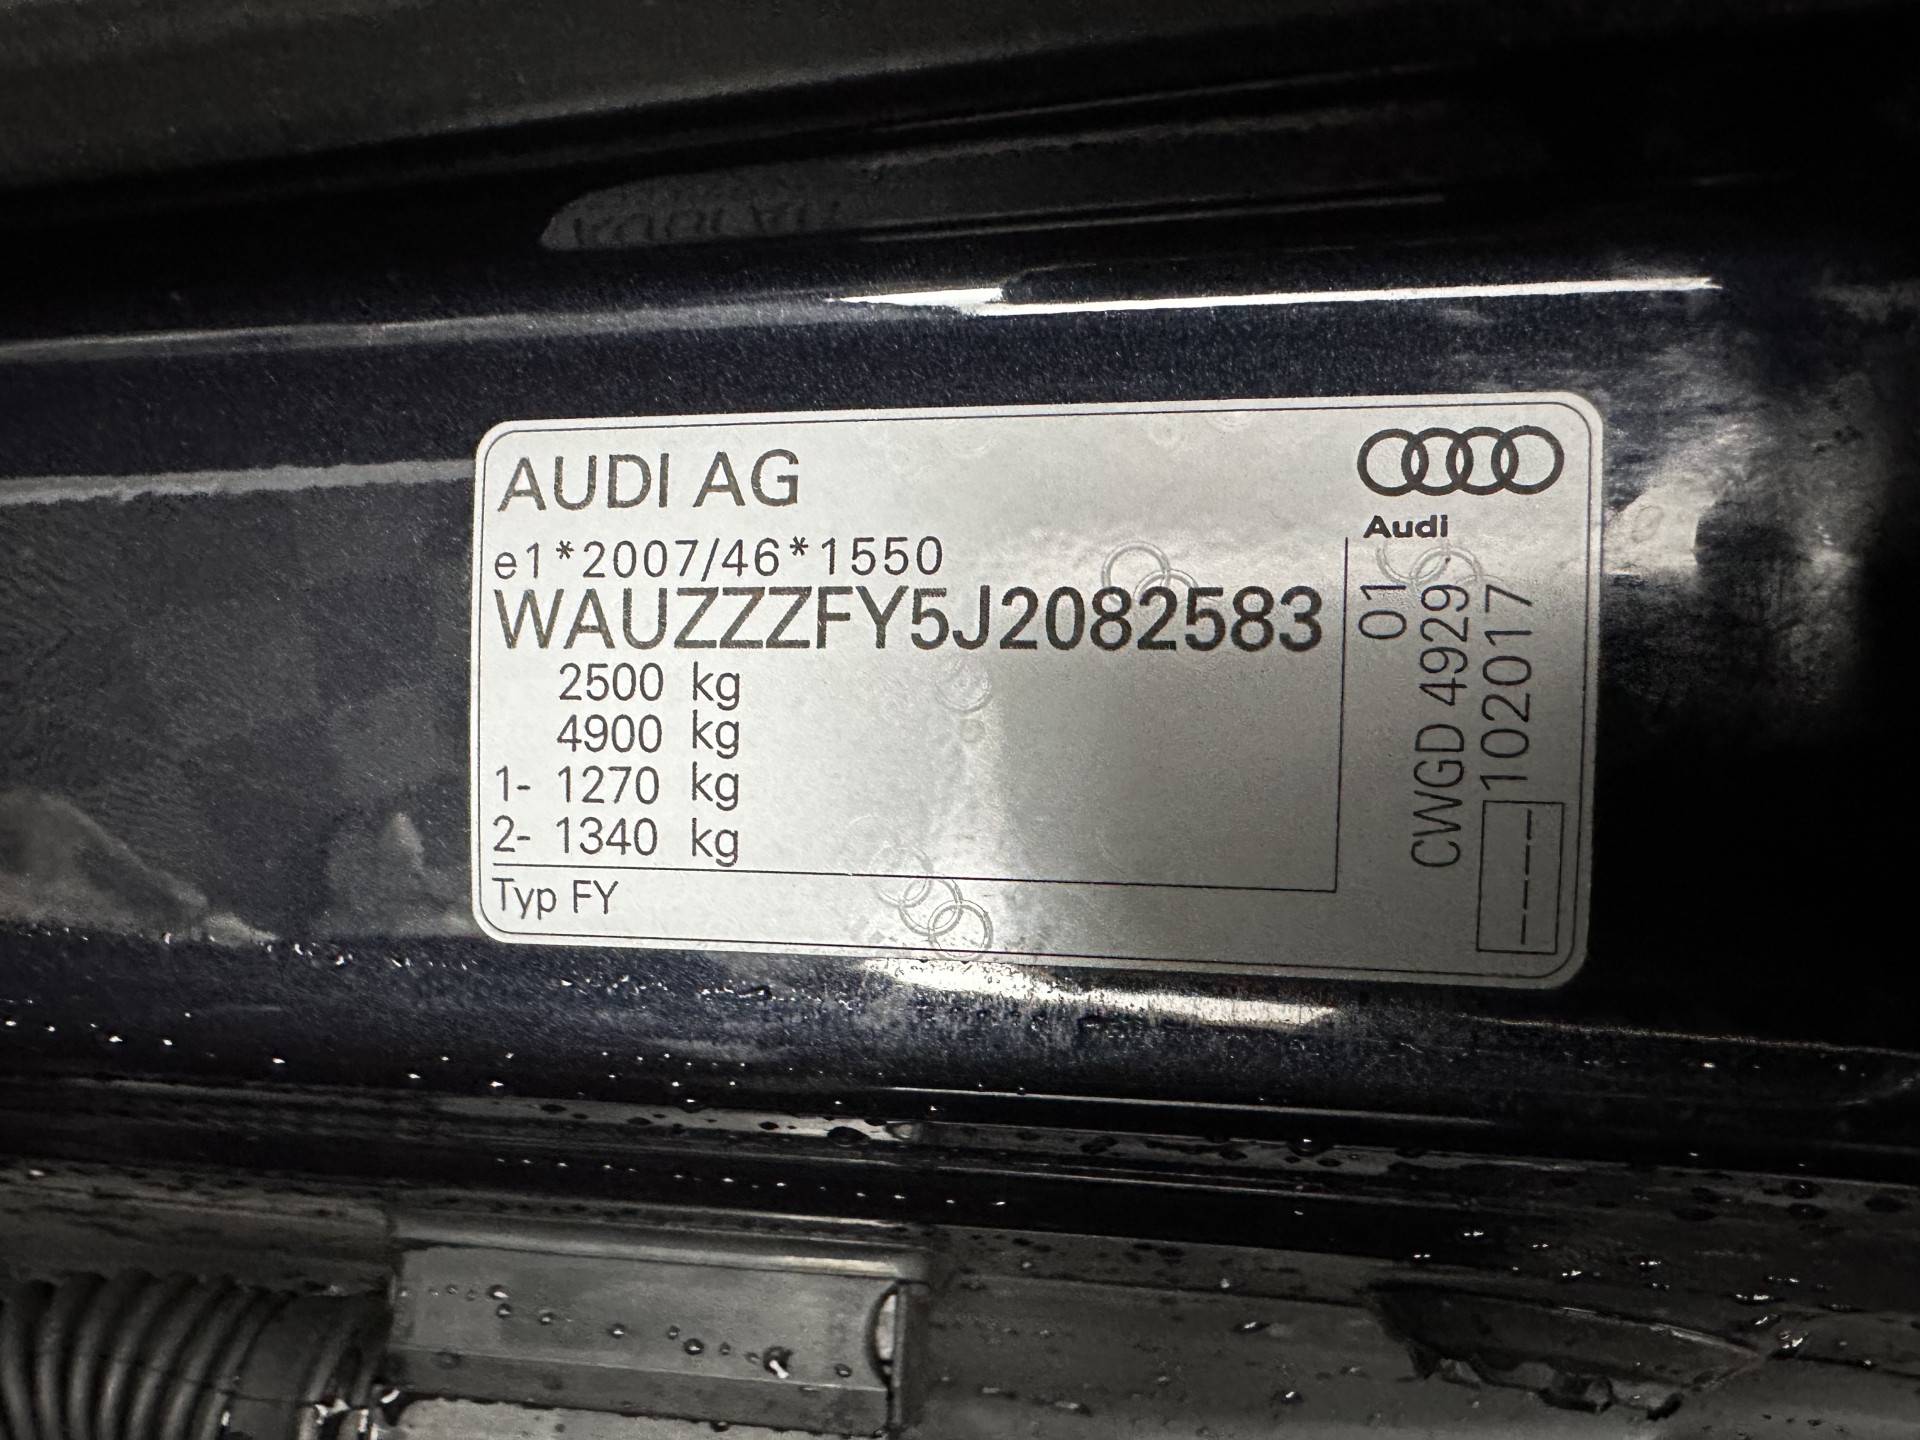 AUDI AG
Audi
e1*2007/46*1550
WAUZZZFY5J2082583
2500 kg
4900 kg
1- 1270 kg
2- 1340 kg
Typ FY
01
CWGD 4929
102017
-----